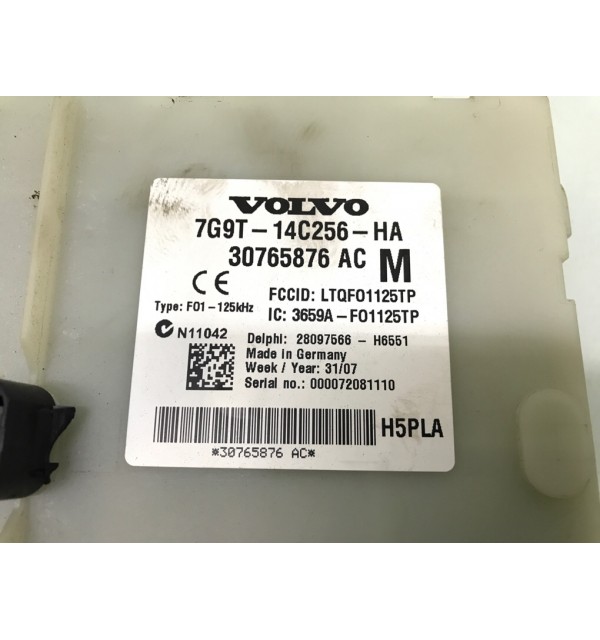 VOLVO
7G9T-14C256-HA
30765876 AC M
CE
FCCID: LTQFO1125TP
Type: FO1-125kHz
IC: 3659A-FO1125TP
N11042
Delphi: 28097566 - H6551
Made in Germany
Week / Year: 31/07
Serial no.: 000072081110
H5PLA
*30765876 AC*